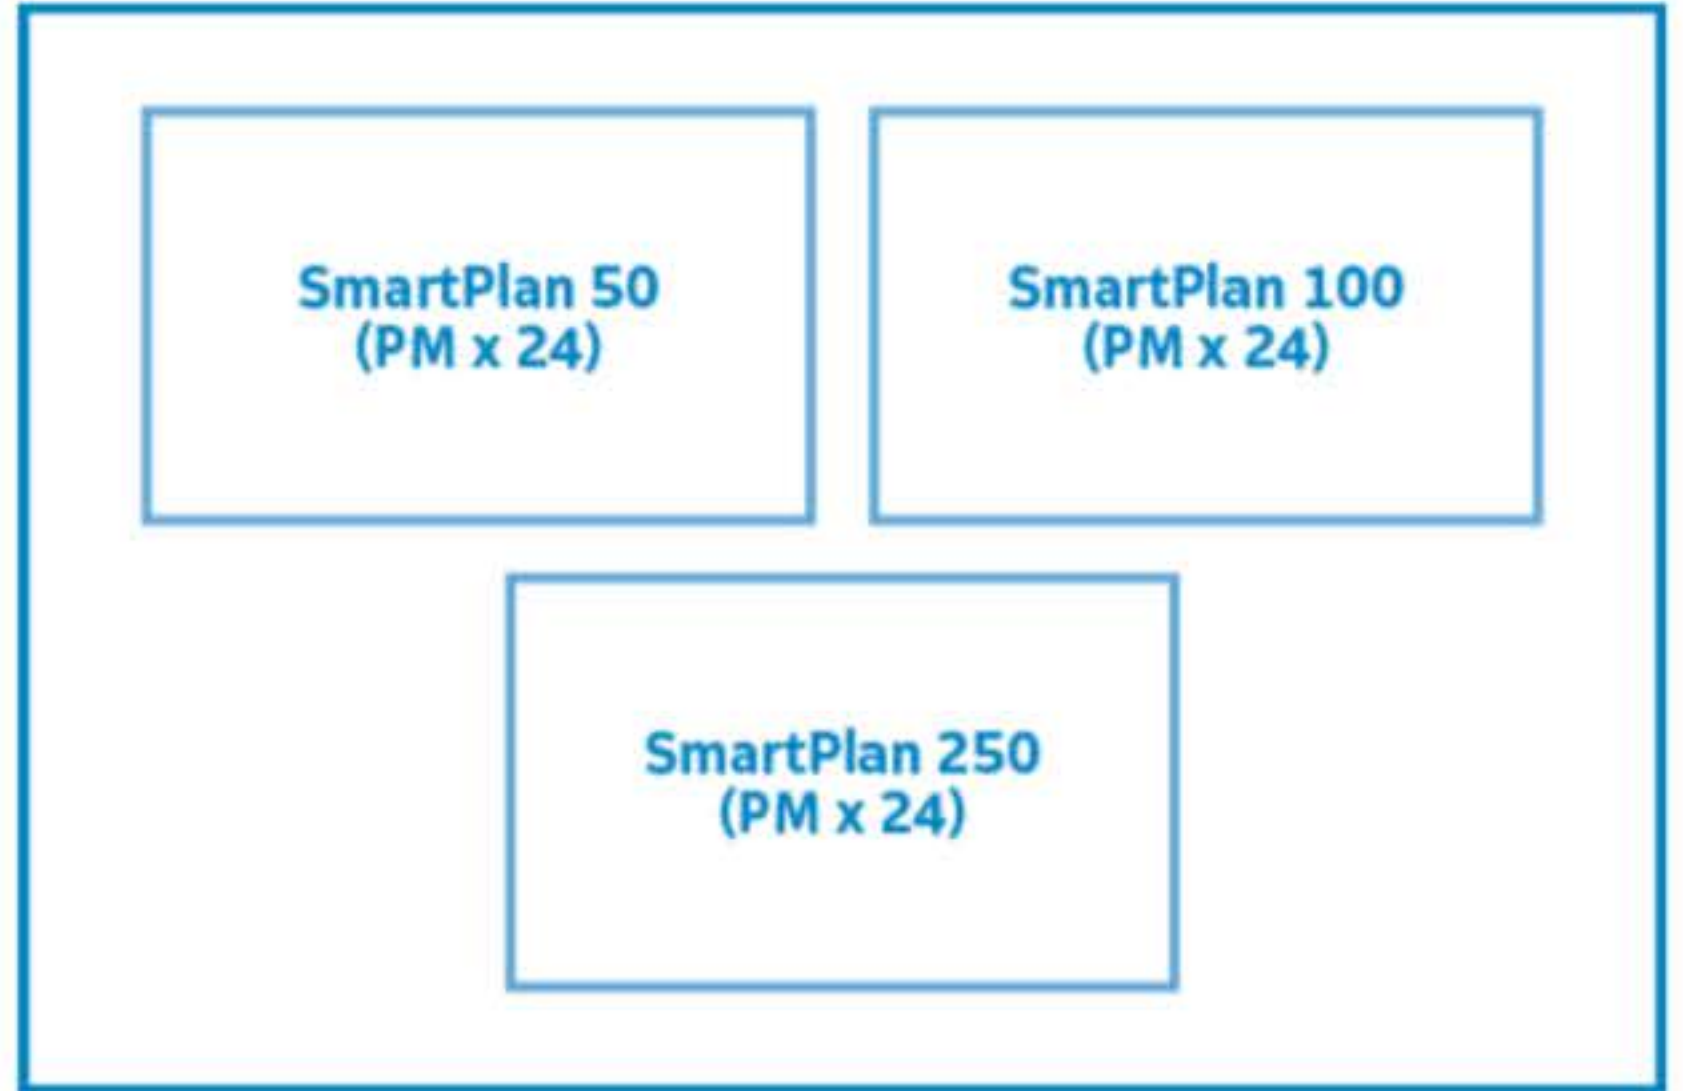 SmartPlan 50
(PM x 24)
SmartPlan 100
(PM x 24)
SmartPlan 250
(PM x 24)